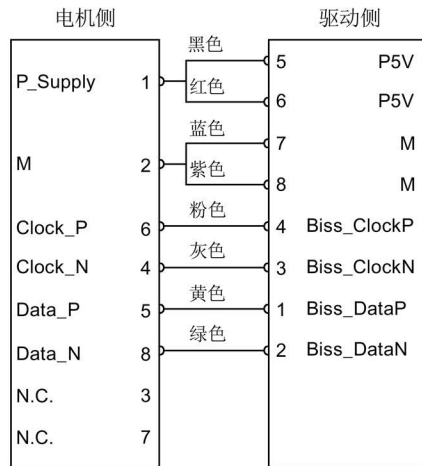 电机侧 驱动侧
黑色 5 P5V
P_Supply 1
红色 6 P5V
蓝色 7 M
M 2
紫色 8 M
粉色
Clock_P 6 4 Biss_ClockP
灰色
Clock_N 4 3 Biss_ClockN
黄色
Data_P 5 1 Biss_DataP
绿色
Data_N 8 2 Biss_DataN
N.C. 3
N.C. 7